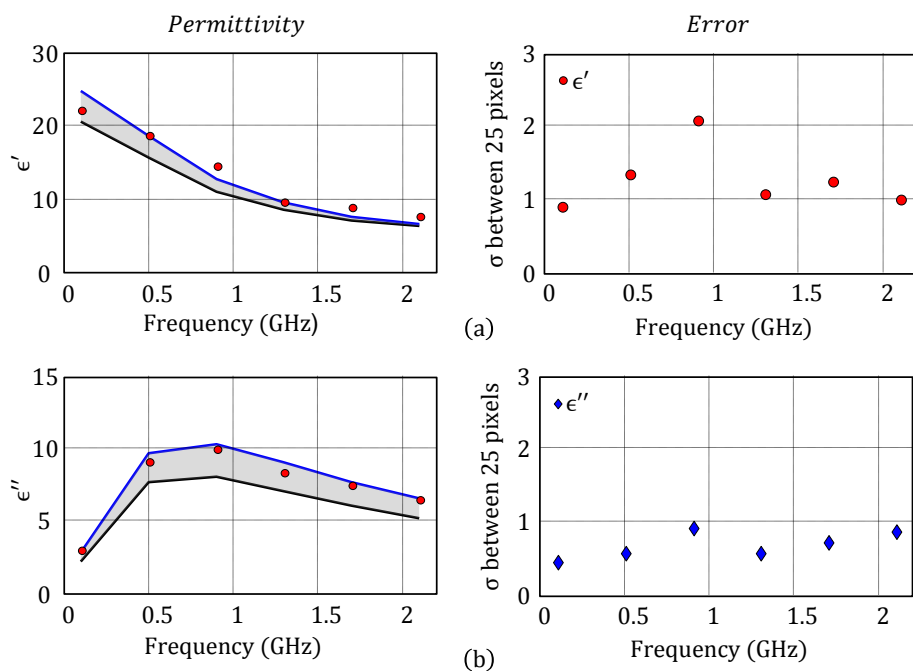 Permittivity
30
20
10
0
ϵ′
0 0.5 1 1.5 2
Frequency (GHz)
Error
3
2
1
0
σ between 25 pixels
ϵ′
0 0.5 1 1.5 2
Frequency (GHz)
(a)
15
10
5
0
ϵ′′
0 0.5 1 1.5 2
Frequency (GHz)
3
2
1
0
σ between 25 pixels
ϵ′′
0 0.5 1 1.5 2
Frequency (GHz)
(b)